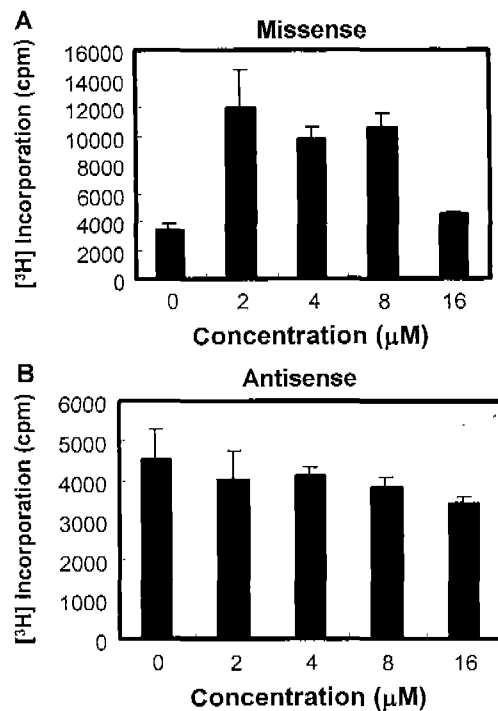 A
Missense
[³H] Incorporation (cpm)
16000
14000
12000
10000
8000
6000
4000
2000
0
0 2 4 8 16
Concentration (μM)
B
Antisense
[³H] Incorporation (cpm)
6000
5000
4000
3000
2000
1000
0
0 2 4 8 16
Concentration (μM)